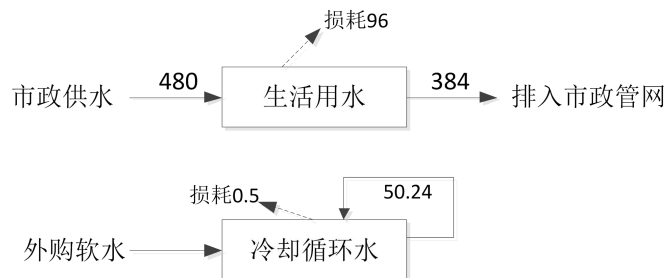 损耗96
市政供水 480 生活用水 384 排入市政管网
50.24
损耗0.5
外购软水 冷却循环水